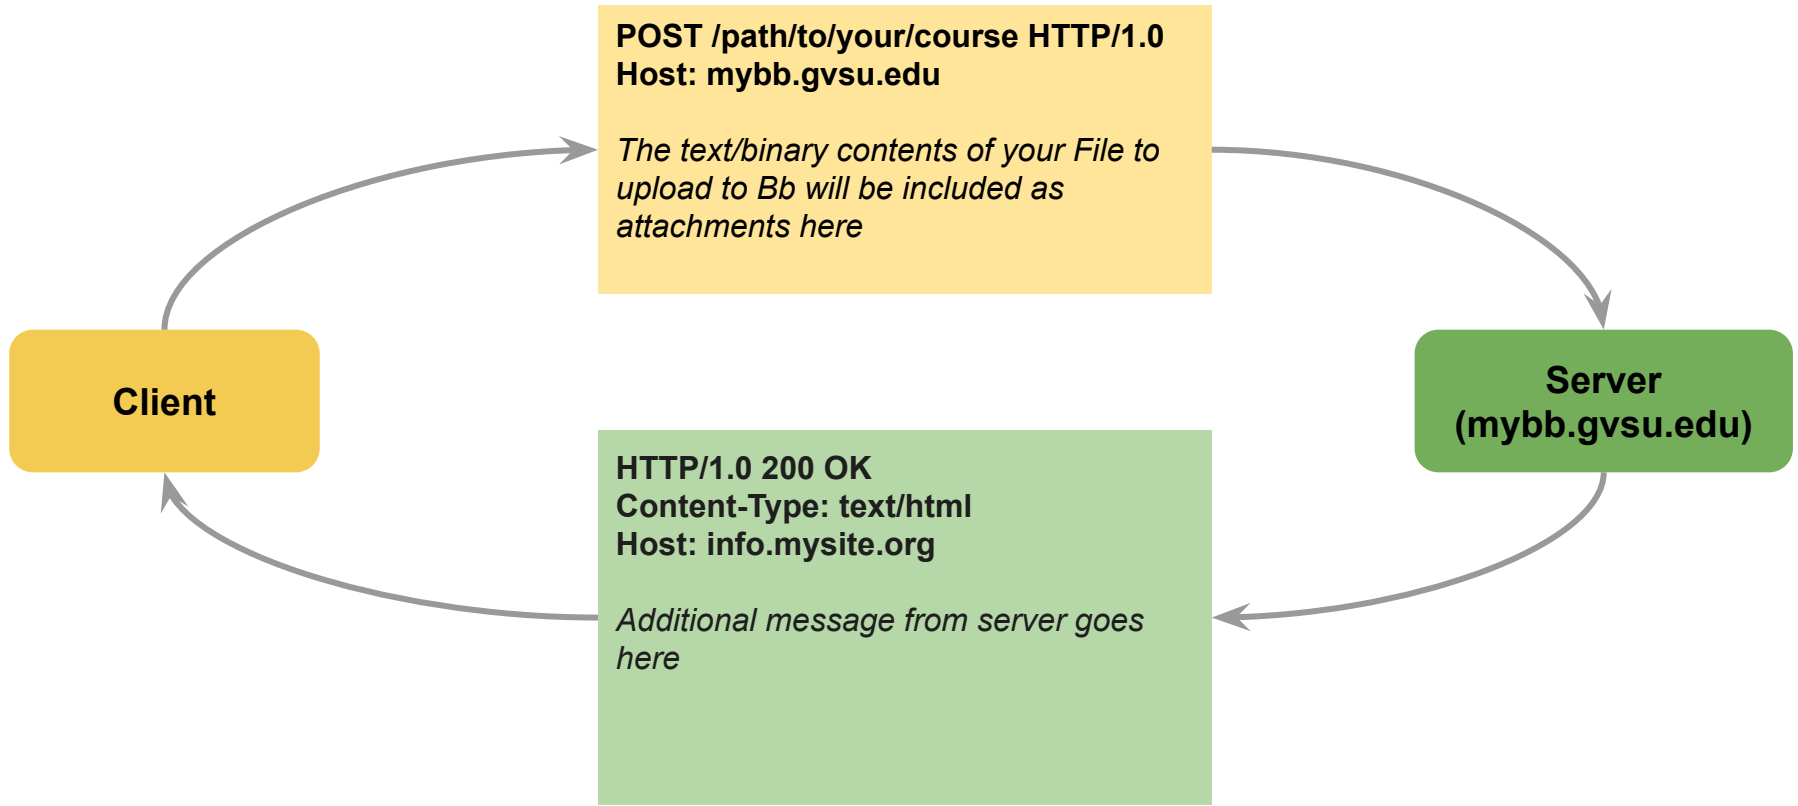 POST /path/to/your/course HTTP/1.0
Host: mybb.gvsu.edu
The text/binary contents of your File to
upload to Bb will be included as
attachments here
Client
Server
(mybb.gvsu.edu)
HTTP/1.0 200 OK
Content-Type: text/html
Host: info.mysite.org
Additional message from server goes
here